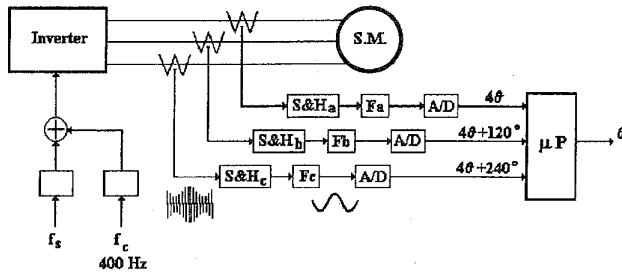 Inverter
S.M.
S&Ha Fa A/D 4θ
S&Hb Fb A/D 4θ+120°
S&Hc Fc A/D 4θ+240°
μP
θ
fs fc
400 Hz